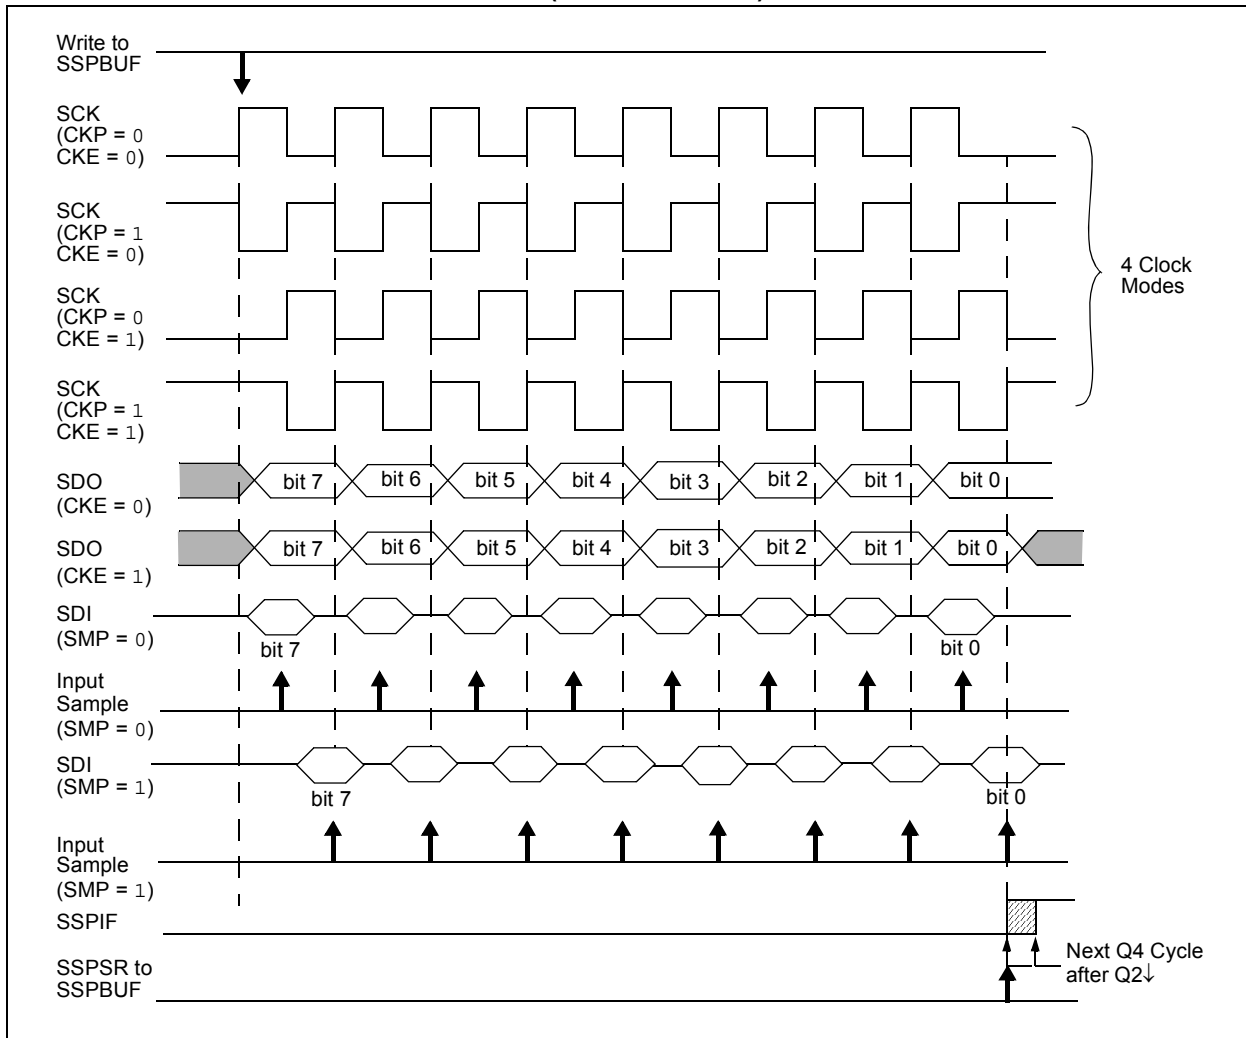 Write to
SSPBUF
SCK
(CKP = 0
CKE = 0)
SCK
(CKP = 1
CKE = 0)
SCK
(CKP = 0
CKE = 1)
SCK
(CKP = 1
CKE = 1)
4 Clock
Modes
SDO
(CKE = 0)
bit 7 bit 6 bit 5 bit 4 bit 3 bit 2 bit 1 bit 0
SDO
(CKE = 1)
bit 7 bit 6 bit 5 bit 4 bit 3 bit 2 bit 1 bit 0
SDI
(SMP = 0)
bit 7 bit 0
Input
Sample
(SMP = 0)
SDI
(SMP = 1)
bit 7 bit 0
Input
Sample
(SMP = 1)
SSPIF
Next Q4 Cycle
after Q2↓
SSPSR to
SSPBUF